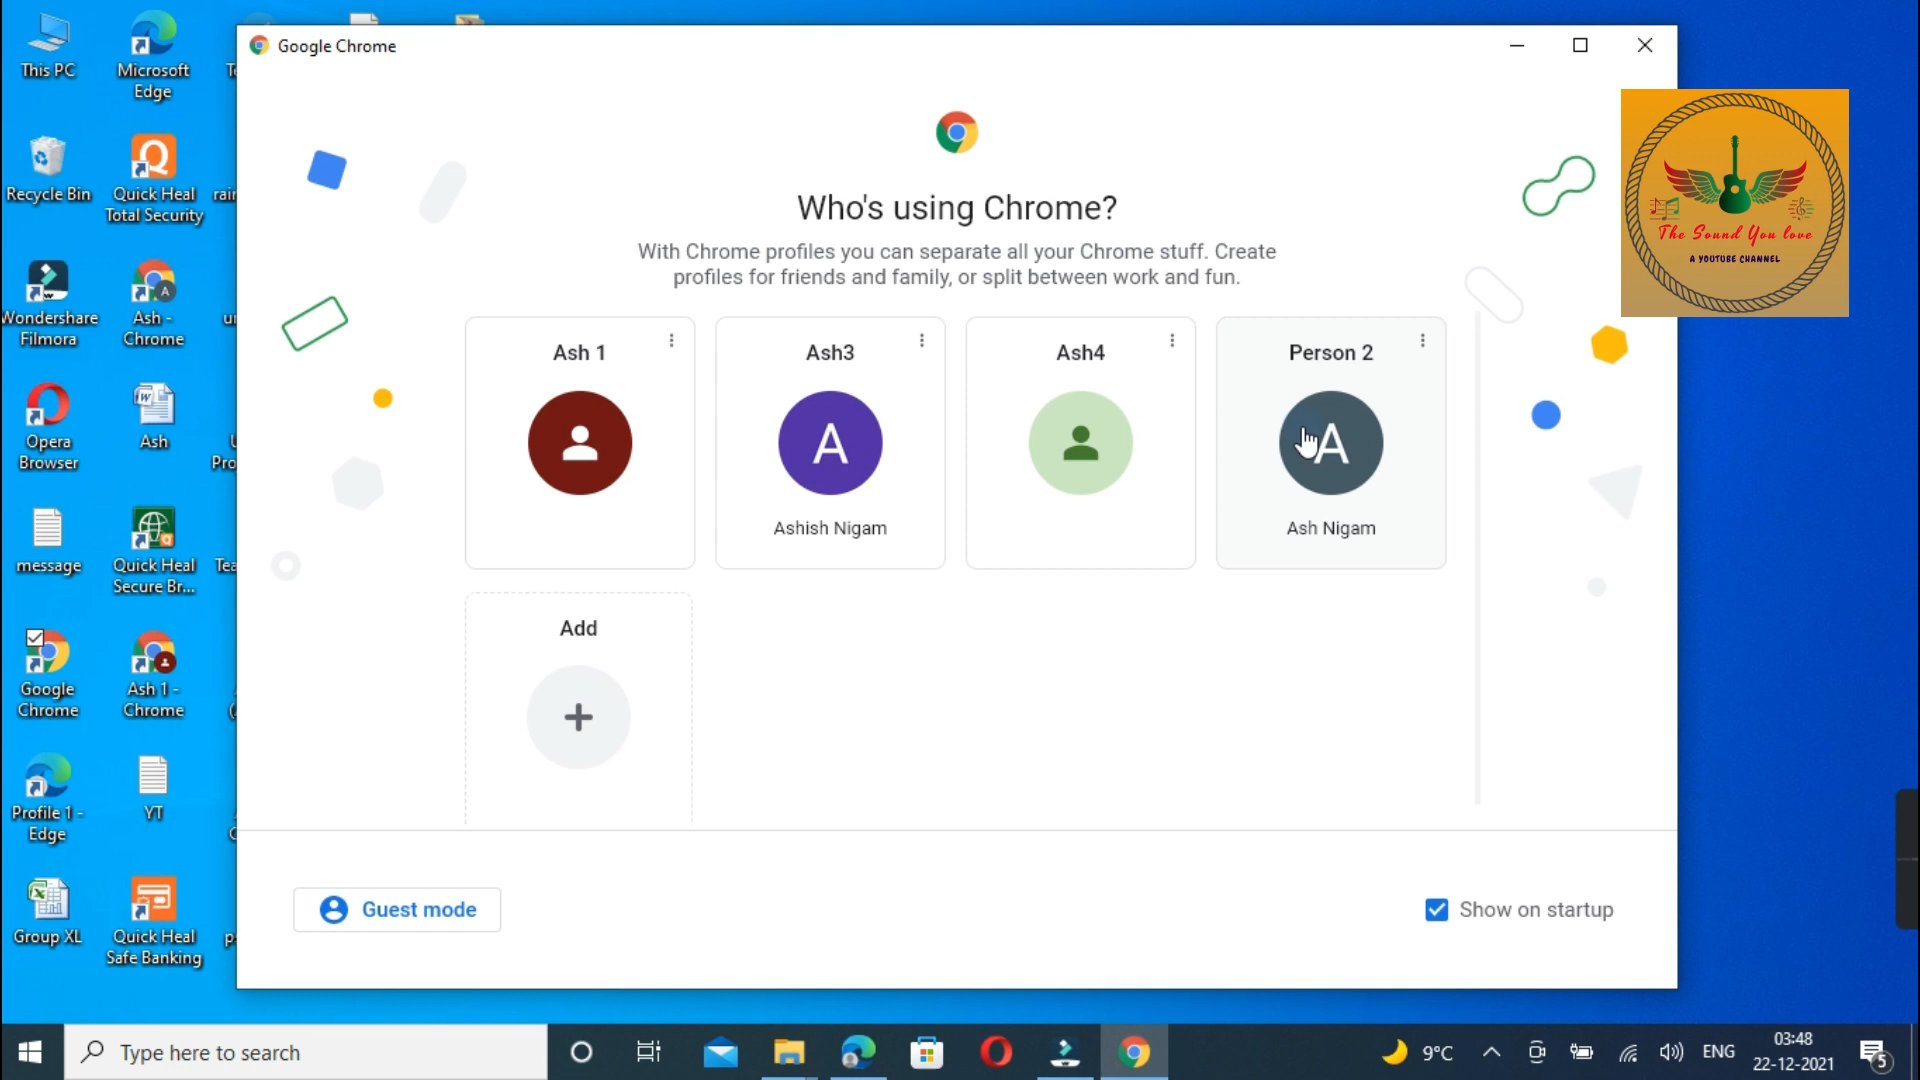 This PC
Microsoft
Edge
Recycle Bin
Quick Heal
Total Security
Wondershare
Filmora
Ash -
Chrome
Opera
Browser
Ash
message
Quick Heal
Secure Br...
Google
Chrome
Ash 1 -
Chrome
Profile 1 -
Edge
YT
Group XL
Quick Heal
Safe Banking
Google Chrome
Who's using Chrome?
With Chrome profiles you can separate all your Chrome stuff. Create
profiles for friends and family, or split between work and fun.
Ash 1
Ash3
A
Ashish Nigam
Ash4
Person 2
A
Ash Nigam
Add
Guest mode
Show on startup
The Sound You love
A YOUTUBE CHANNEL
Type here to search
9°C
ENG
03:48
22-12-2021
5